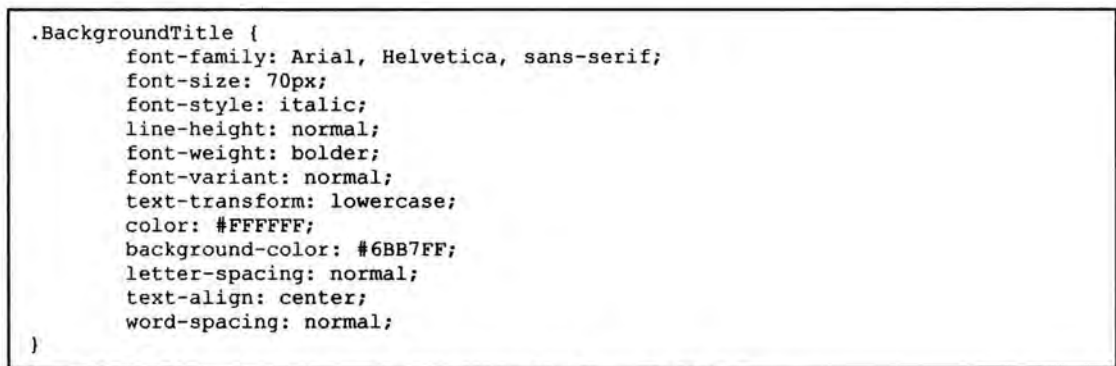 .BackgroundTitle {
font-family: Arial, Helvetica, sans-serif;
font-size: 70px;
font-style: italic;
line-height: normal;
font-weight: bolder;
font-variant: normal;
text-transform: lowercase;
color: #FFFFFF;
background-color: #6BB7FF;
letter-spacing: normal;
text-align: center;
word-spacing: normal;
}